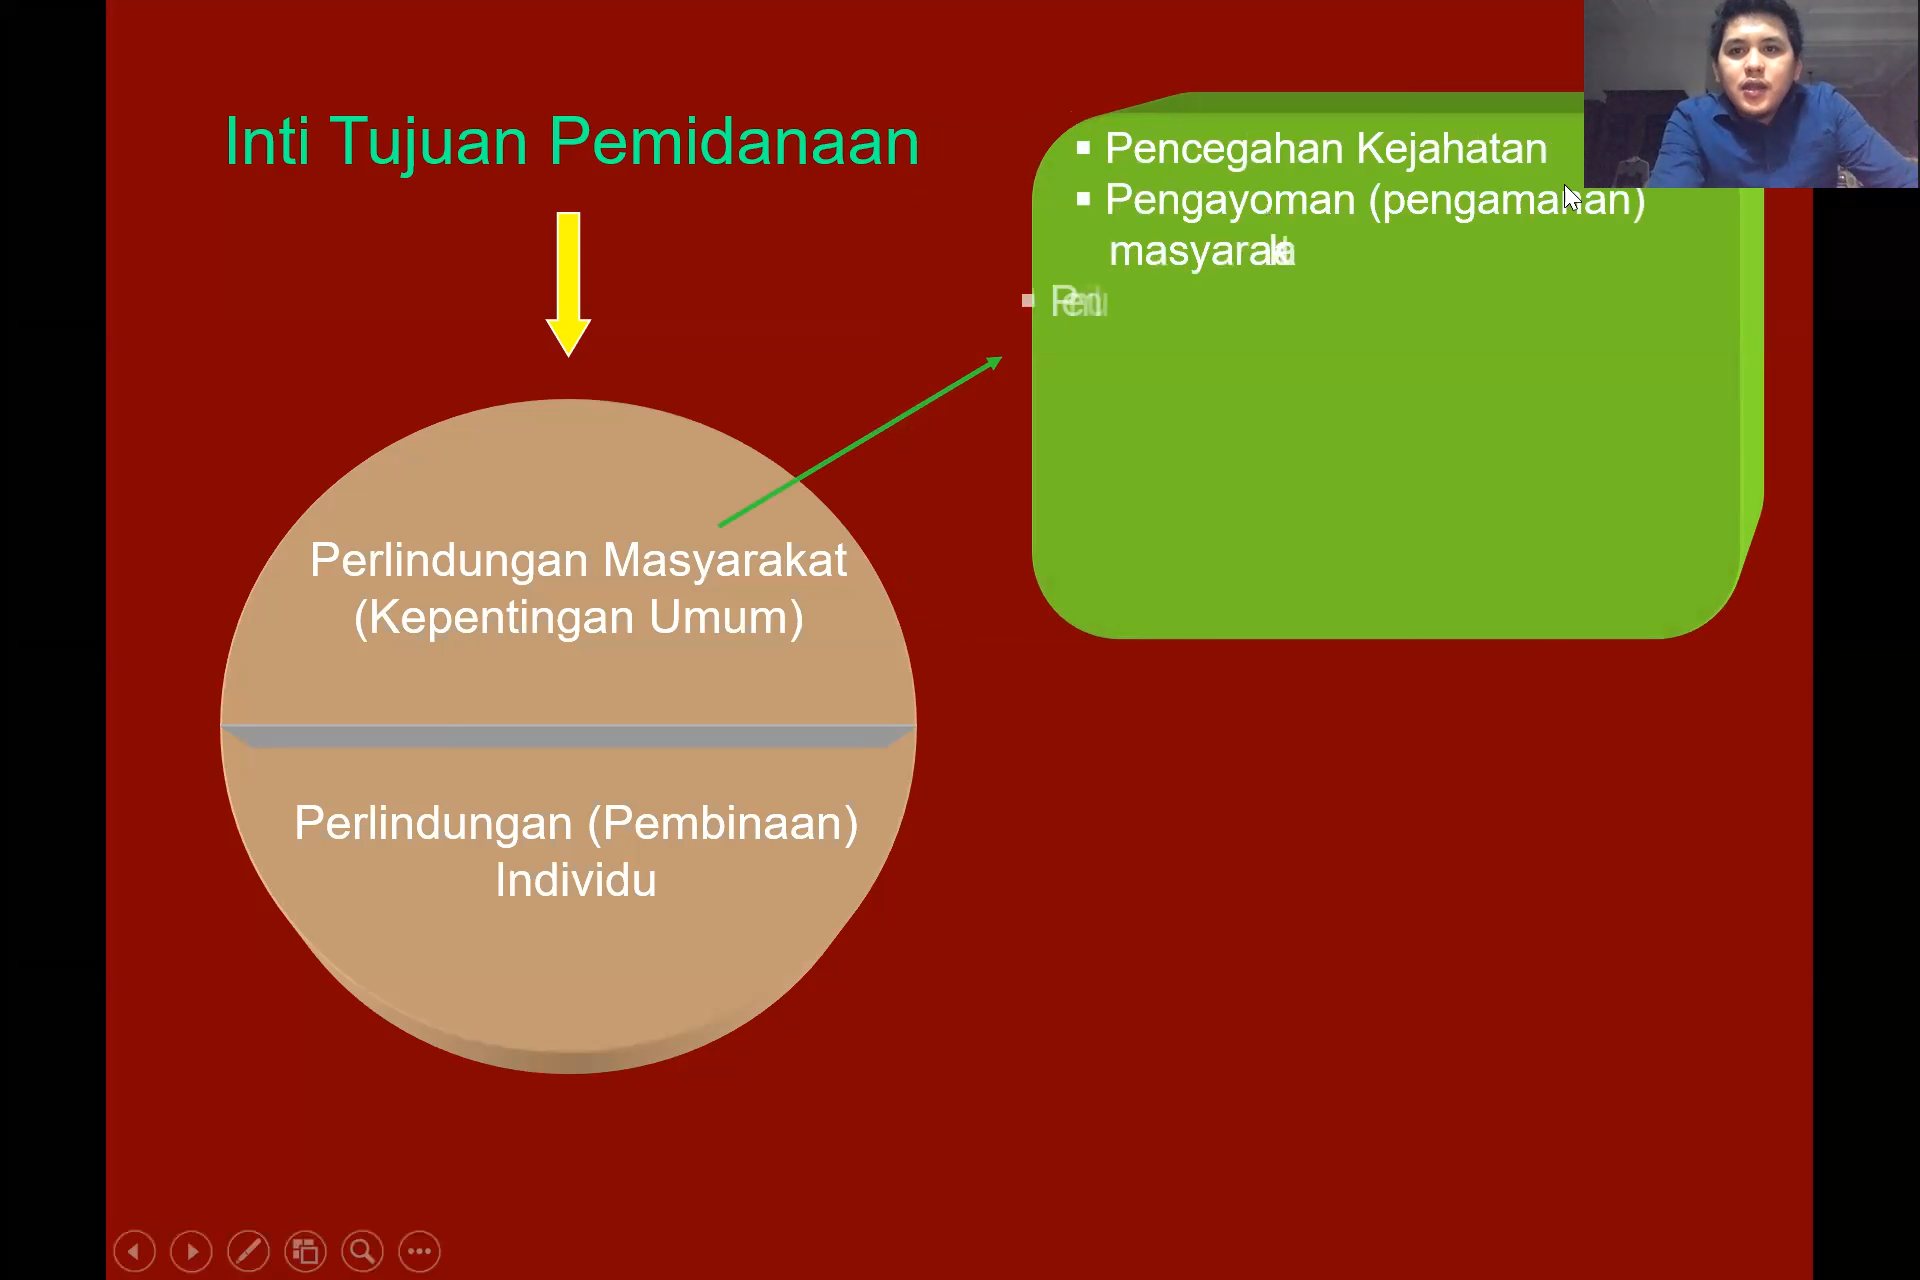 Inti Tujuan Pemidanaan
▪ Pencegahan Kejahatan
▪ Pengayoman (pengamanan)
Perlindungan Masyarakat
(Kepentingan Umum)
Perlindungan (Pembinaan)
Individu